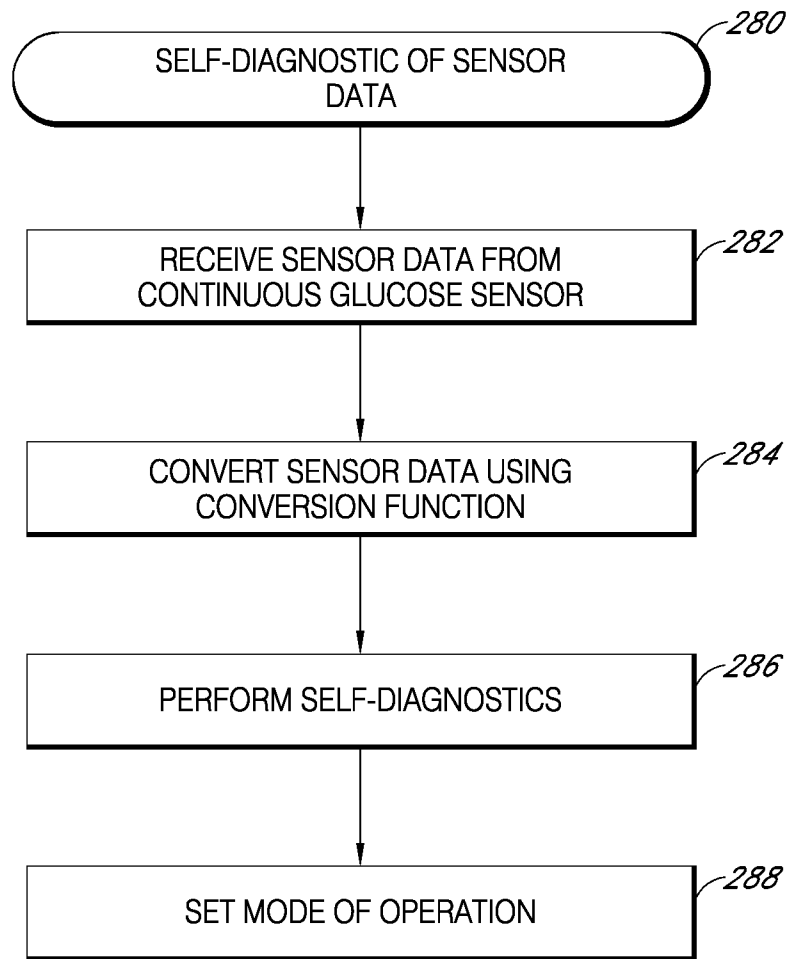 280
SELF-DIAGNOSTIC OF SENSOR
DATA
282
RECEIVE SENSOR DATA FROM
CONTINUOUS GLUCOSE SENSOR
284
CONVERT SENSOR DATA USING
CONVERSION FUNCTION
286
PERFORM SELF-DIAGNOSTICS
288
SET MODE OF OPERATION